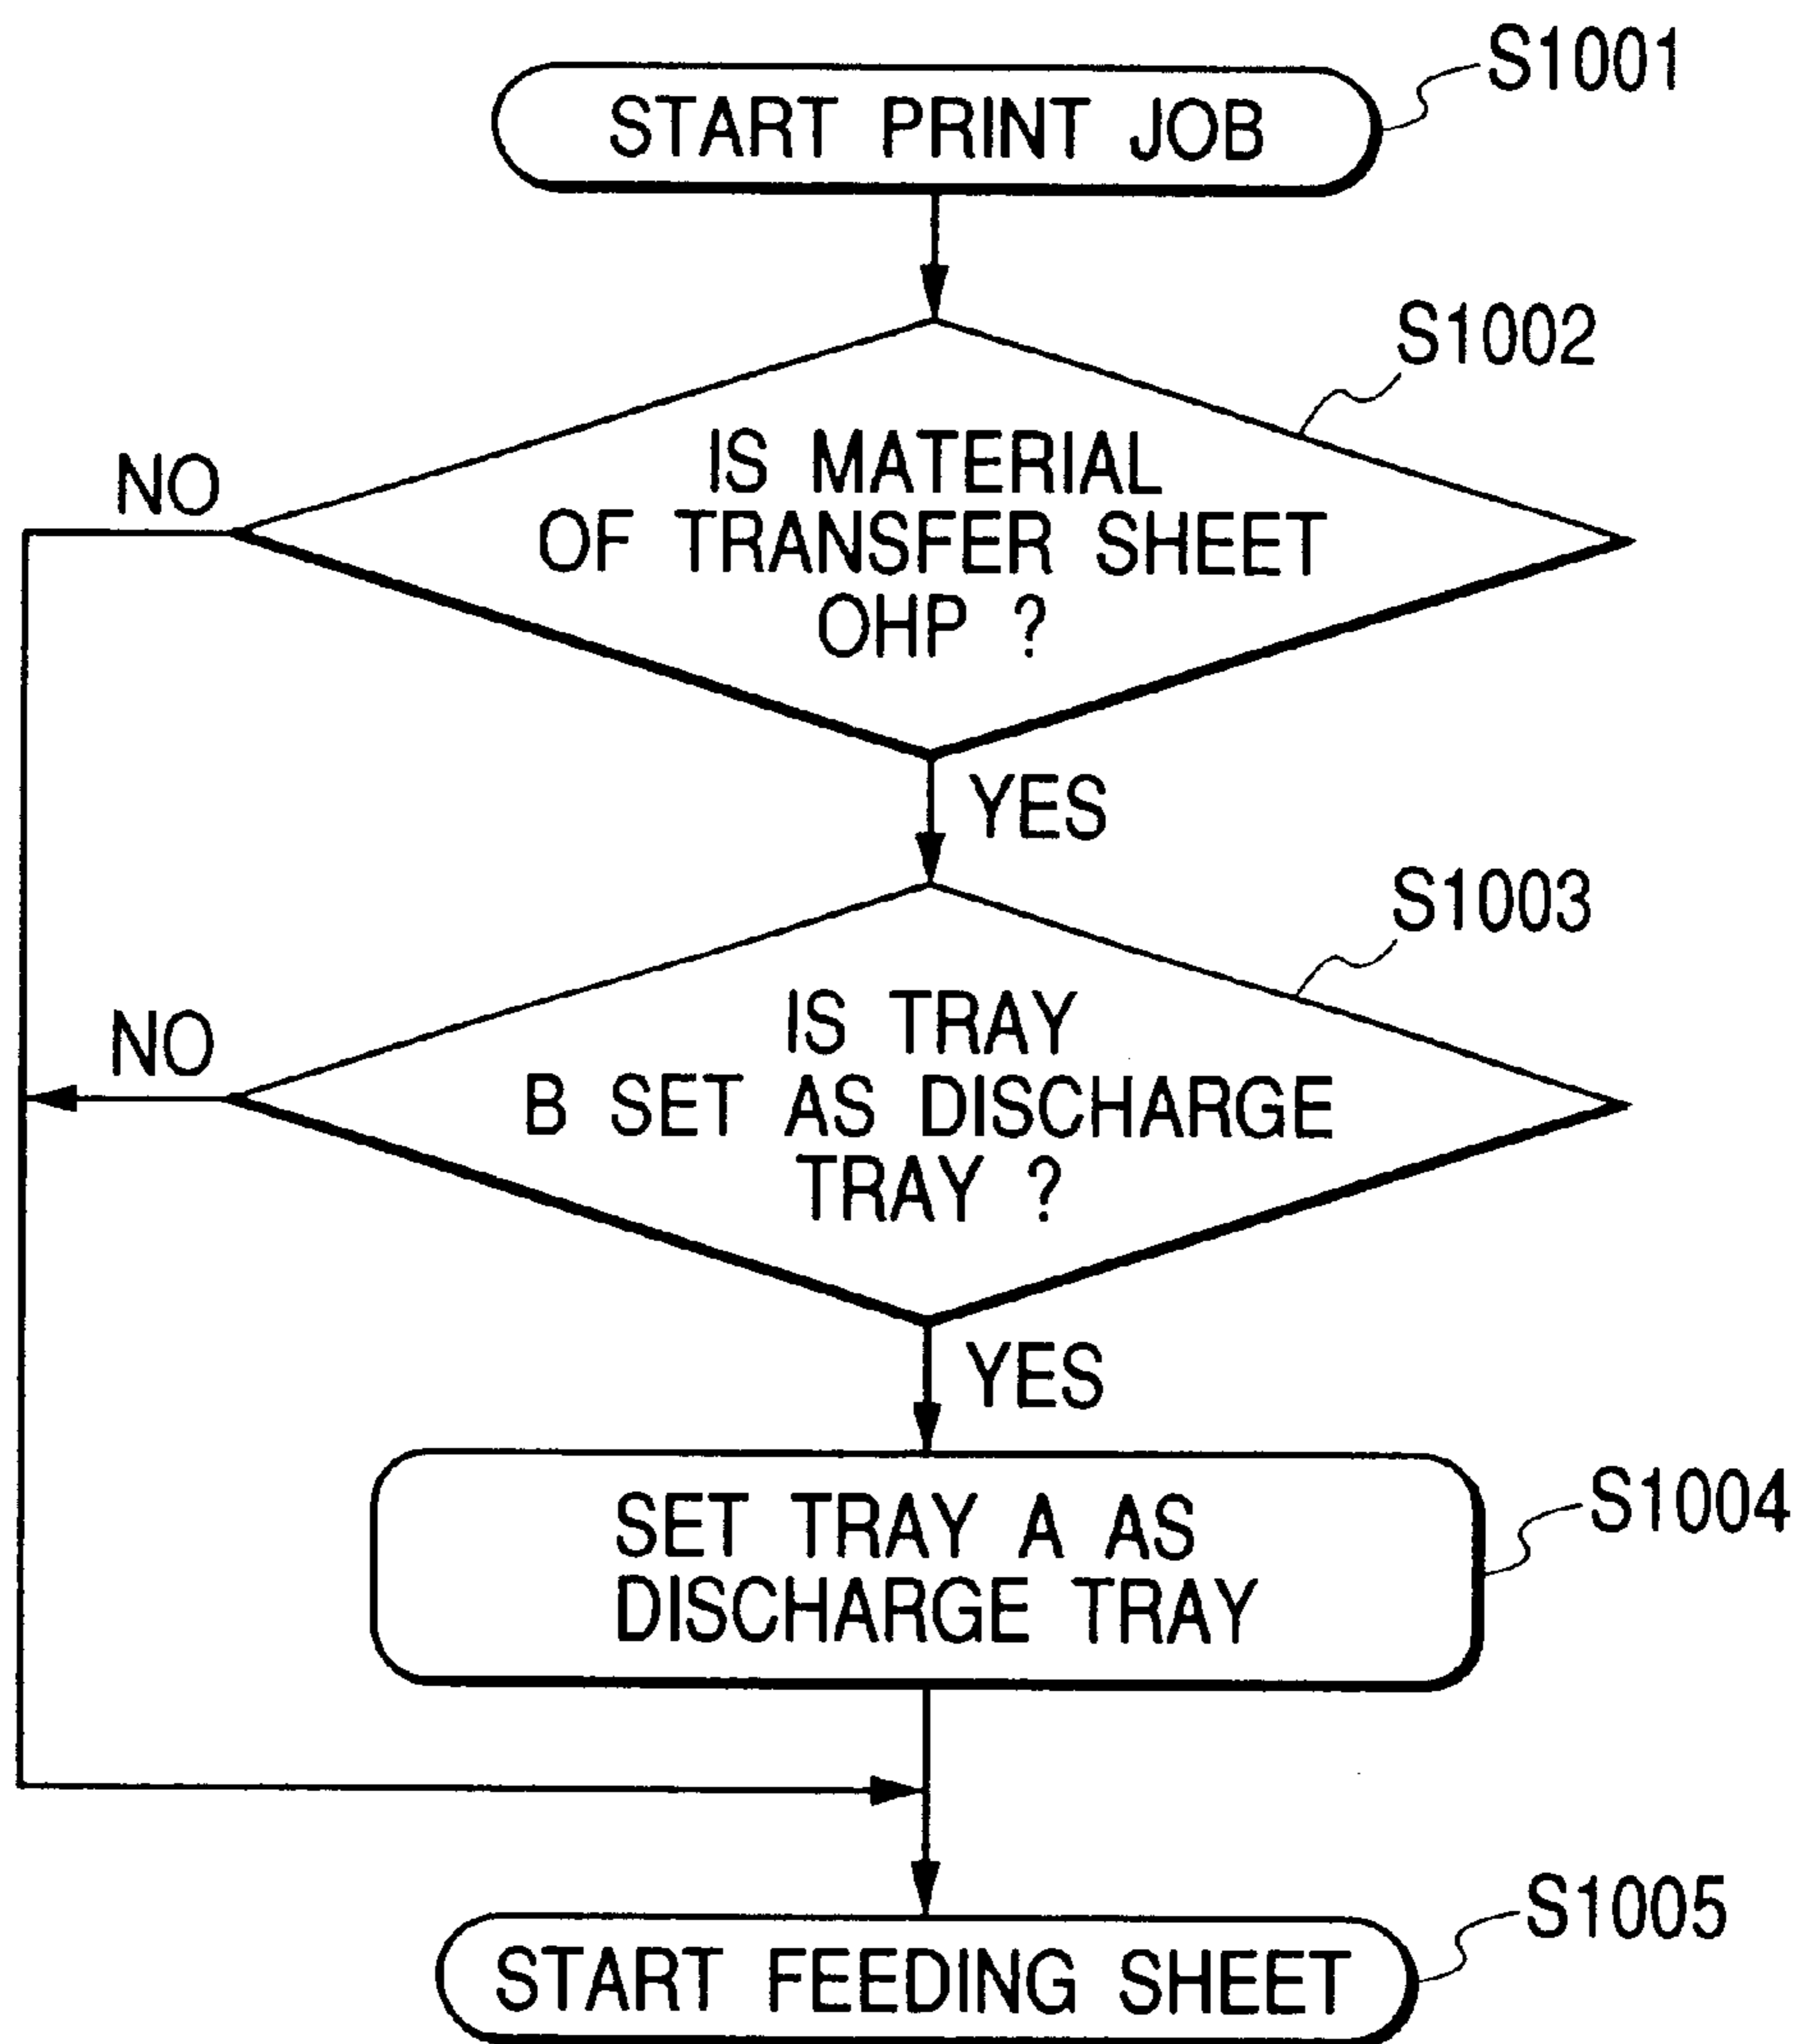 S1001
START PRINT JOB
S1002
IS MATERIAL
OF TRANSFER SHEET
OHP ?
NO
YES
S1003
IS TRAY
B SET AS DISCHARGE
TRAY ?
NO
YES
S1004
SET TRAY A AS
DISCHARGE TRAY
S1005
START FEEDING SHEET